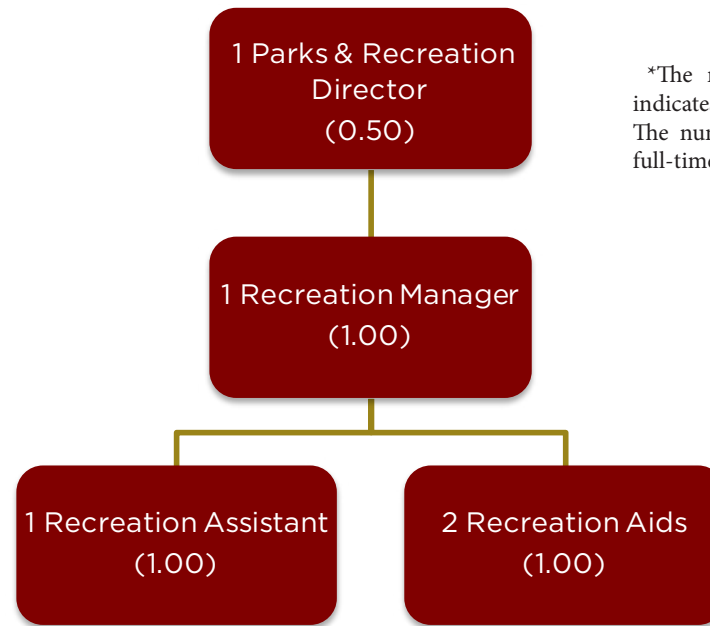 1 Parks & Recreation
Director
(0.50)
*The
indicate
The
full-time
1 Recreation Manager
(1.00)
1 Recreation Assistant
(1.00)
2 Recreation Aids
(1.00)